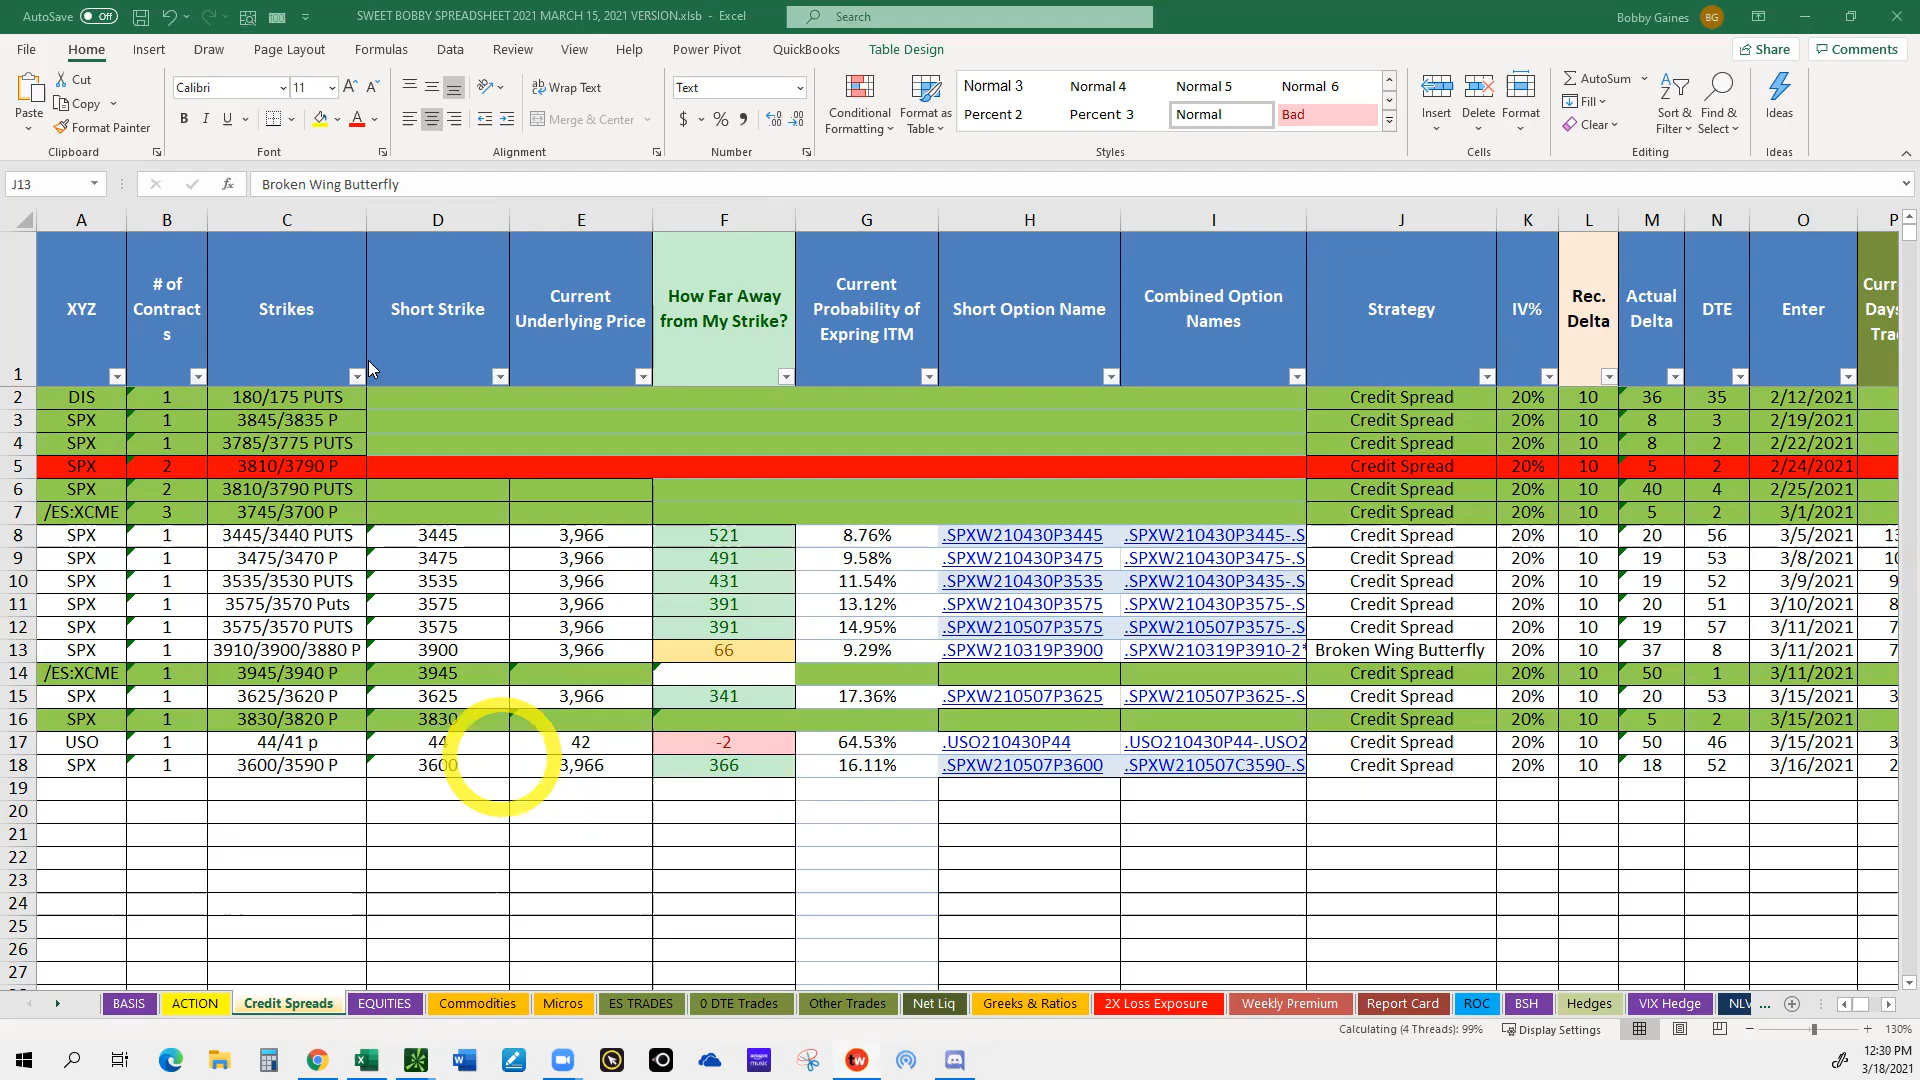 AutoSave Off SWEET BOBBY SPREADSHEET 2021 MARCH 15, 2021 VERSION.xlsb - Excel Search Bobby Gaines BG
File Home Insert Draw Page Layout Formulas Data Review View Help Power Pivot QuickBooks Table Design Share Comments
Paste Cut Copy Format Painter Clipboard
Calibri 11 A A B I U A Font
Wrap Text Merge & Center Alignment
Text $ % Number
Conditional Formatting Format as Table
Normal 3 Normal 4 Normal 5 Normal 6
Percent 2 Percent 3 Normal Bad
Styles
Insert Delete Format Cells
AutoSum Fill Clear Sort & Filter Find & Select Editing
Ideas Ideas
J13 fx Broken Wing Butterfly
A B C D E F G H I J K L M N O P
1 XYZ # of Contracts Strikes Short Strike Current Underlying Price How Far Away from My Strike? Current Probability of Expring ITM Short Option Name Combined Option Names Strategy IV% Rec. Delta Actual Delta DTE Enter Curr Days Tra
2 DIS 1 180/175 PUTS Credit Spread 20% 10 36 35 2/12/2021
3 SPX 1 3845/3835 P Credit Spread 20% 10 8 3 2/19/2021
4 SPX 1 3785/3775 PUTS Credit Spread 20% 10 8 2 2/22/2021
5 SPX 2 3810/3790 P Credit Spread 20% 10 5 2 2/24/2021
6 SPX 2 3810/3790 PUTS Credit Spread 20% 10 40 4 2/25/2021
7 /ES:XCME 3 3745/3700 P Credit Spread 20% 10 5 2 3/1/2021
8 SPX 1 3445/3440 PUTS 3445 3,966 521 8.76% .SPXW210430P3445 .SPXW210430P3445-.S Credit Spread 20% 10 20 56 3/5/2021 13
9 SPX 1 3475/3470 P 3475 3,966 491 9.58% .SPXW210430P3475 .SPXW210430P3475-.S Credit Spread 20% 10 19 53 3/8/2021 10
10 SPX 1 3535/3530 PUTS 3535 3,966 431 11.54% .SPXW210430P3535 .SPXW210430P3435-.S Credit Spread 20% 10 19 52 3/9/2021 9
11 SPX 1 3575/3570 Puts 3575 3,966 391 13.12% .SPXW210430P3575 .SPXW210430P3575-.S Credit Spread 20% 10 20 51 3/10/2021 8
12 SPX 1 3575/3570 PUTS 3575 3,966 391 14.95% .SPXW210507P3575 .SPXW210507P3575-.S Credit Spread 20% 10 19 57 3/11/2021 7
13 SPX 1 3910/3900/3880 P 3900 3,966 66 9.29% .SPXW210319P3900 .SPXW210319P3910-2* Broken Wing Butterfly 20% 10 37 8 3/11/2021 7
14 /ES:XCME 1 3945/3940 P 3945 Credit Spread 20% 10 50 1 3/11/2021
15 SPX 1 3625/3620 P 3625 3,966 341 17.36% .SPXW210507P3625 .SPXW210507P3625-.S Credit Spread 20% 10 20 53 3/15/2021 3
16 SPX 1 3830/3820 P 3830 Credit Spread 20% 10 5 2 3/15/2021
17 USO 1 44/41 p 44 42 -2 64.53% .USO210430P44 .USO210430P44-.USO2 Credit Spread 20% 10 50 46 3/15/2021 3
18 SPX 1 3600/3590 P 3600 3,966 366 16.11% .SPXW210507P3600 .SPXW210507C3590-.S Credit Spread 20% 10 18 52 3/16/2021 2
19
20
21
22
23
24
25
26
27
BASIS ACTION Credit Spreads EQUITIES Commodities Micros ES TRADES 0 DTE Trades Other Trades Net Liq Greeks & Ratios 2X Loss Exposure Weekly Premium Report Card ROC BSH Hedges VIX Hedge NLV ...
Calculating (4 Threads): 99% Display Settings 130%
12:30 PM
3/18/2021